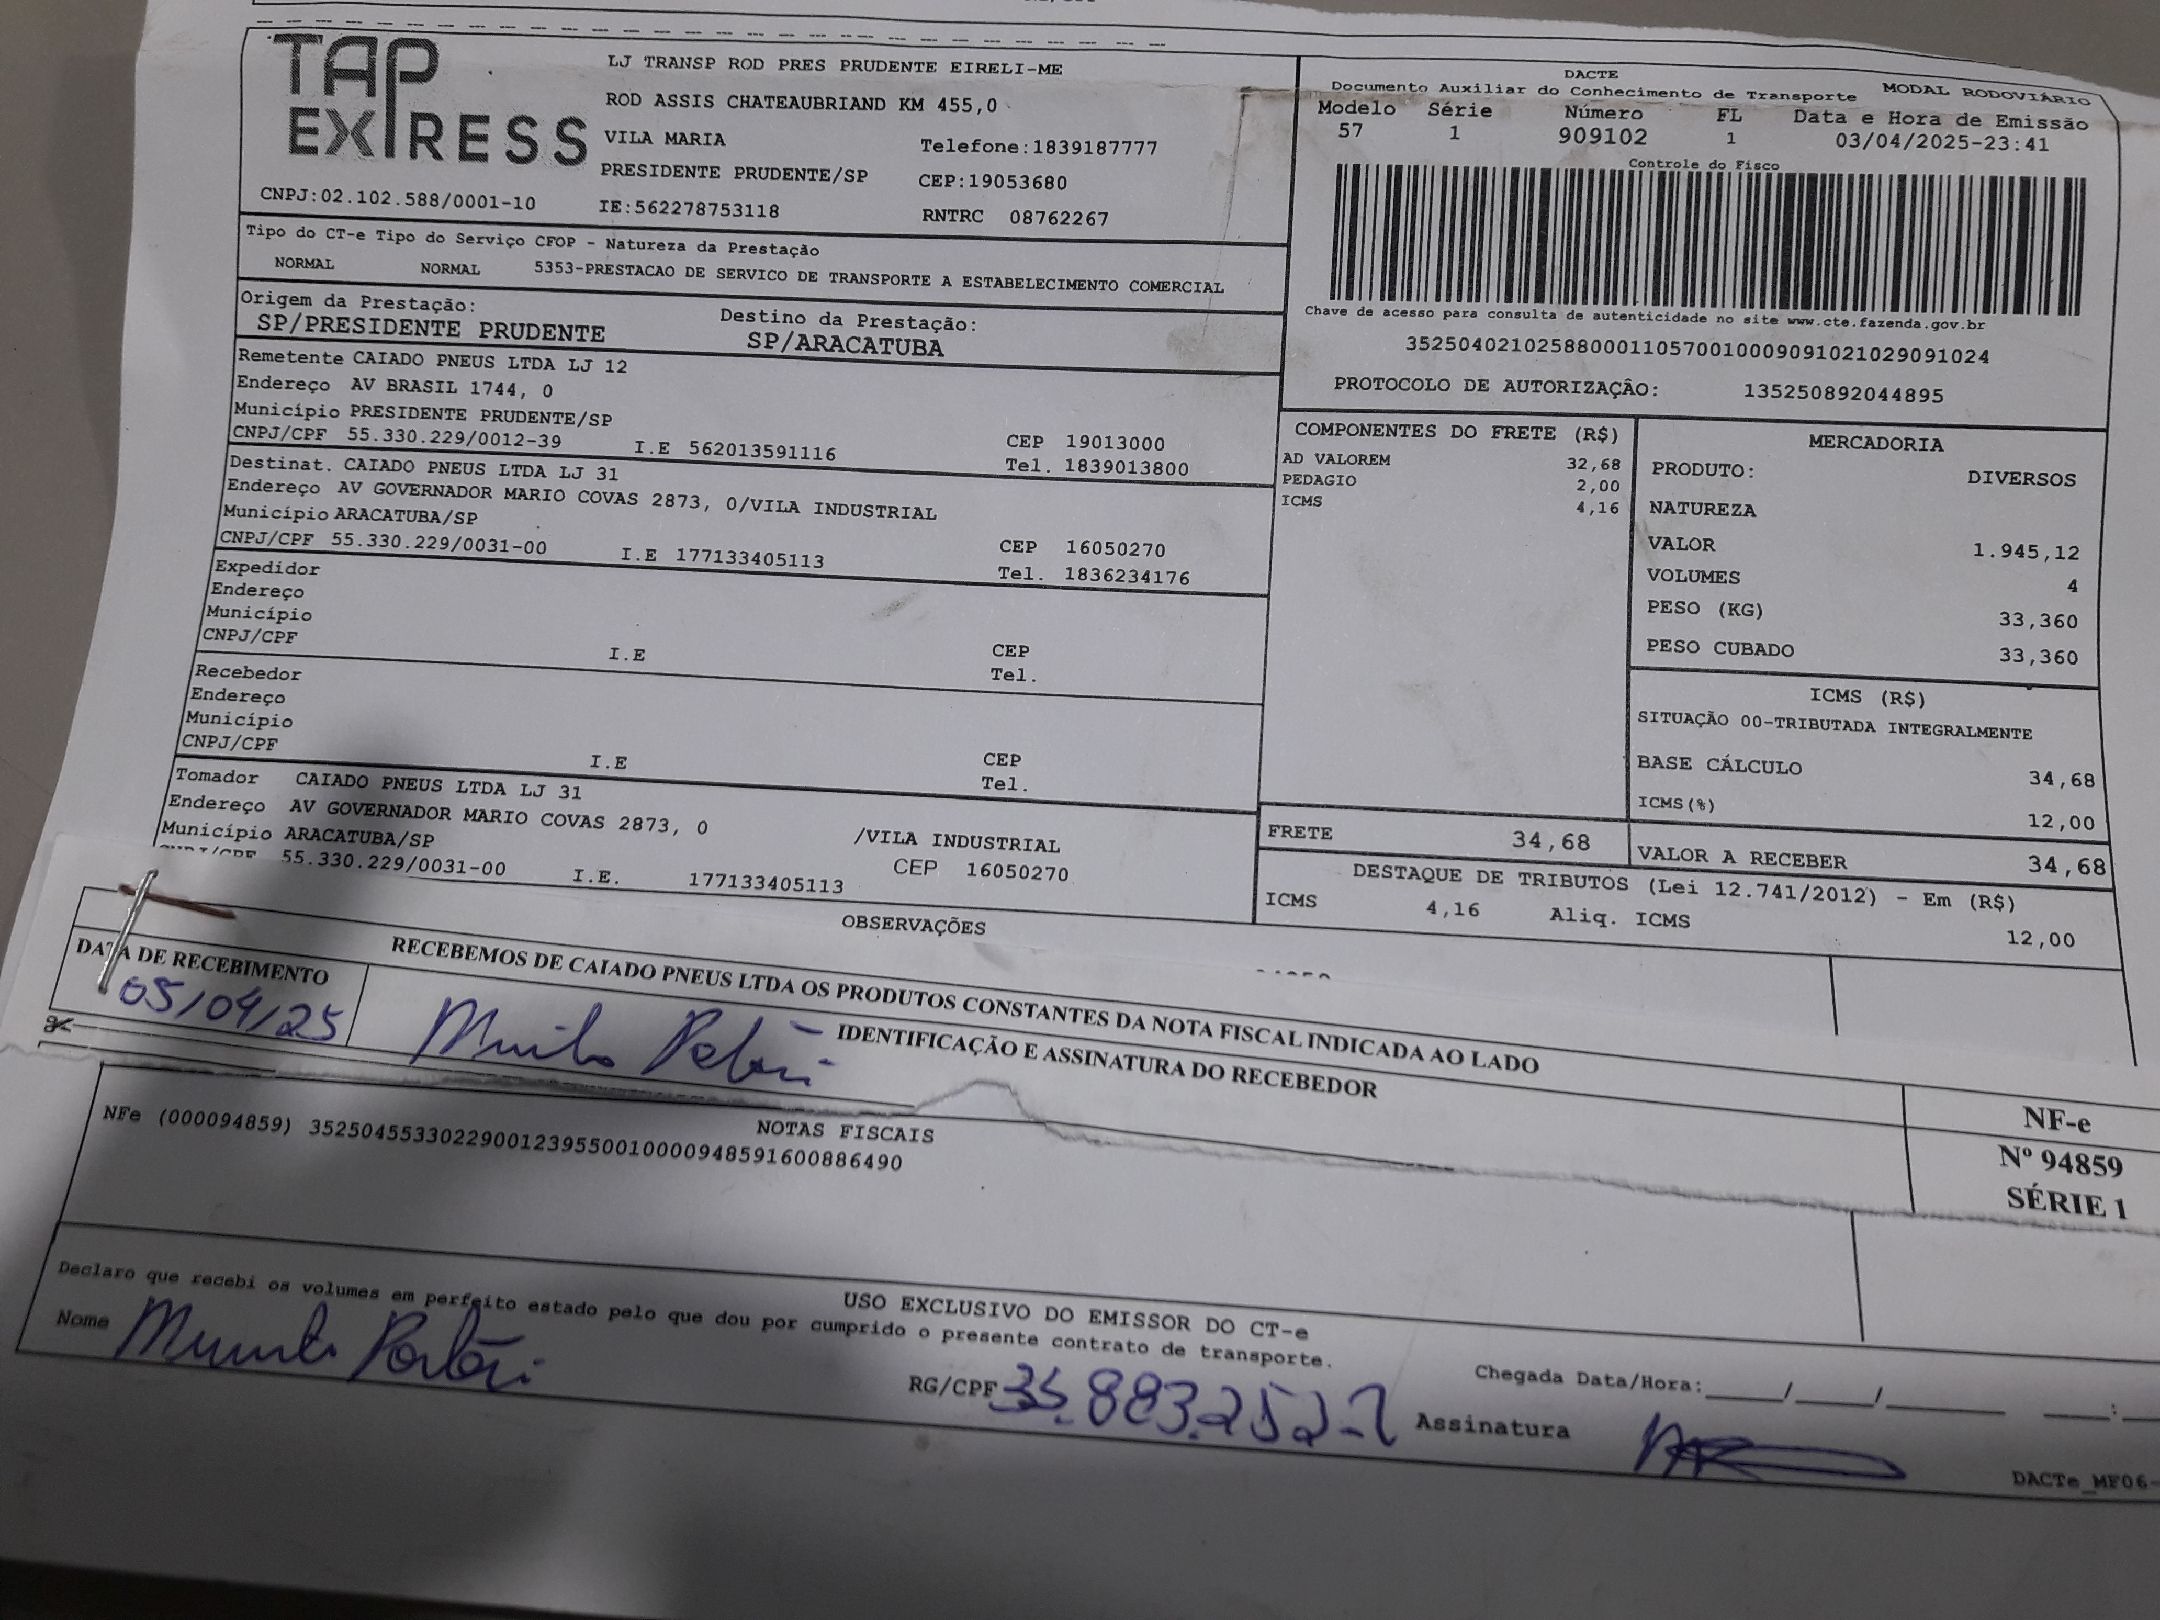 TAP EXPRESS
LJ TRANSP ROD PRES PRUDENTE EIRELI-ME
ROD ASSIS CHATEAUBRIAND KM 455,0
VILA MARIA Telefone:1839187777
PRESIDENTE PRUDENTE/SP CEP:19053680
CNPJ:02.102.588/0001-10 IE:562278753118 RNTRC 08762267
Tipo do CT-e Tipo do Serviço CFOP - Natureza da Prestação
NORMAL NORMAL 5353-PRESTACAO DE SERVICO DE TRANSPORTE A ESTABELECIMENTO COMERCIAL
Origem da Prestação: Destino da Prestação:
SP/PRESIDENTE PRUDENTE SP/ARACATUBA
Remetente CAIADO PNEUS LTDA LJ 12
Endereço AV BRASIL 1744, 0
Município PRESIDENTE PRUDENTE/SP CEP 19013000
CNPJ/CPF 55.330.229/0012-39 I.E 562013591116 Tel. 1839013800
Destinat. CAIADO PNEUS LTDA LJ 31
Endereço AV GOVERNADOR MARIO COVAS 2873, 0/VILA INDUSTRIAL
Município ARACATUBA/SP CEP 16050270
CNPJ/CPF 55.330.229/0031-00 I.E 177133405113 Tel. 1836234176
Expedidor
Endereço
Município CEP
CNPJ/CPF I.E Tel.
Recebedor
Endereço
Município CEP
CNPJ/CPF I.E Tel.
Tomador CAIADO PNEUS LTDA LJ 31
Endereço AV GOVERNADOR MARIO COVAS 2873, 0 /VILA INDUSTRIAL
Município ARACATUBA/SP CEP 16050270
CNPJ/CPF 55.330.229/0031-00 I.E. 177133405113
OBSERVAÇÕES
DACTE MODAL RODOVIÁRIO
Documento Auxiliar do Conhecimento de Transporte
Modelo Série Número FL Data e Hora de Emissão
57 1 909102 1 03/04/2025-23:41
Controle do Fisco
Chave de acesso para consulta de autenticidade no site www.cte.fazenda.gov.br
35250402102588000110570010009091021029091024
PROTOCOLO DE AUTORIZAÇÃO: 135250892044895
COMPONENTES DO FRETE (R$)
AD VALOREM 32,68
PEDAGIO 2,00
ICMS 4,16
MERCADORIA
PRODUTO: DIVERSOS
NATUREZA
VALOR 1.945,12
VOLUMES 4
PESO (KG) 33,360
PESO CUBADO 33,360
ICMS (R$)
SITUAÇÃO 00-TRIBUTADA INTEGRALMENTE
BASE CÁLCULO 34,68
ICMS(%) 12,00
FRETE 34,68 VALOR A RECEBER 34,68
DESTAQUE DE TRIBUTOS (Lei 12.741/2012) - Em (R$)
ICMS 4,16 Aliq. ICMS 12,00
RECEBEMOS DE CAIADO PNEUS LTDA OS PRODUTOS CONSTANTES DA NOTA FISCAL INDICADA AO LADO
DATA DE RECEBIMENTO IDENTIFICAÇÃO E ASSINATURA DO RECEBEDOR
05/04/25
NF-e
Nº 94859
SÉRIE 1
NOTAS FISCAIS
NFe (000094859) 35250455330229001239550010000948591600886490
USO EXCLUSIVO DO EMISSOR DO CT-e
Declaro que recebi os volumes em perfeito estado pelo que dou por cumprido o presente contrato de transporte.
Nome RG/CPF 35.883.252-7 Assinatura
Chegada Data/Hora:____/____/______ ____:
DACTe_MF06-